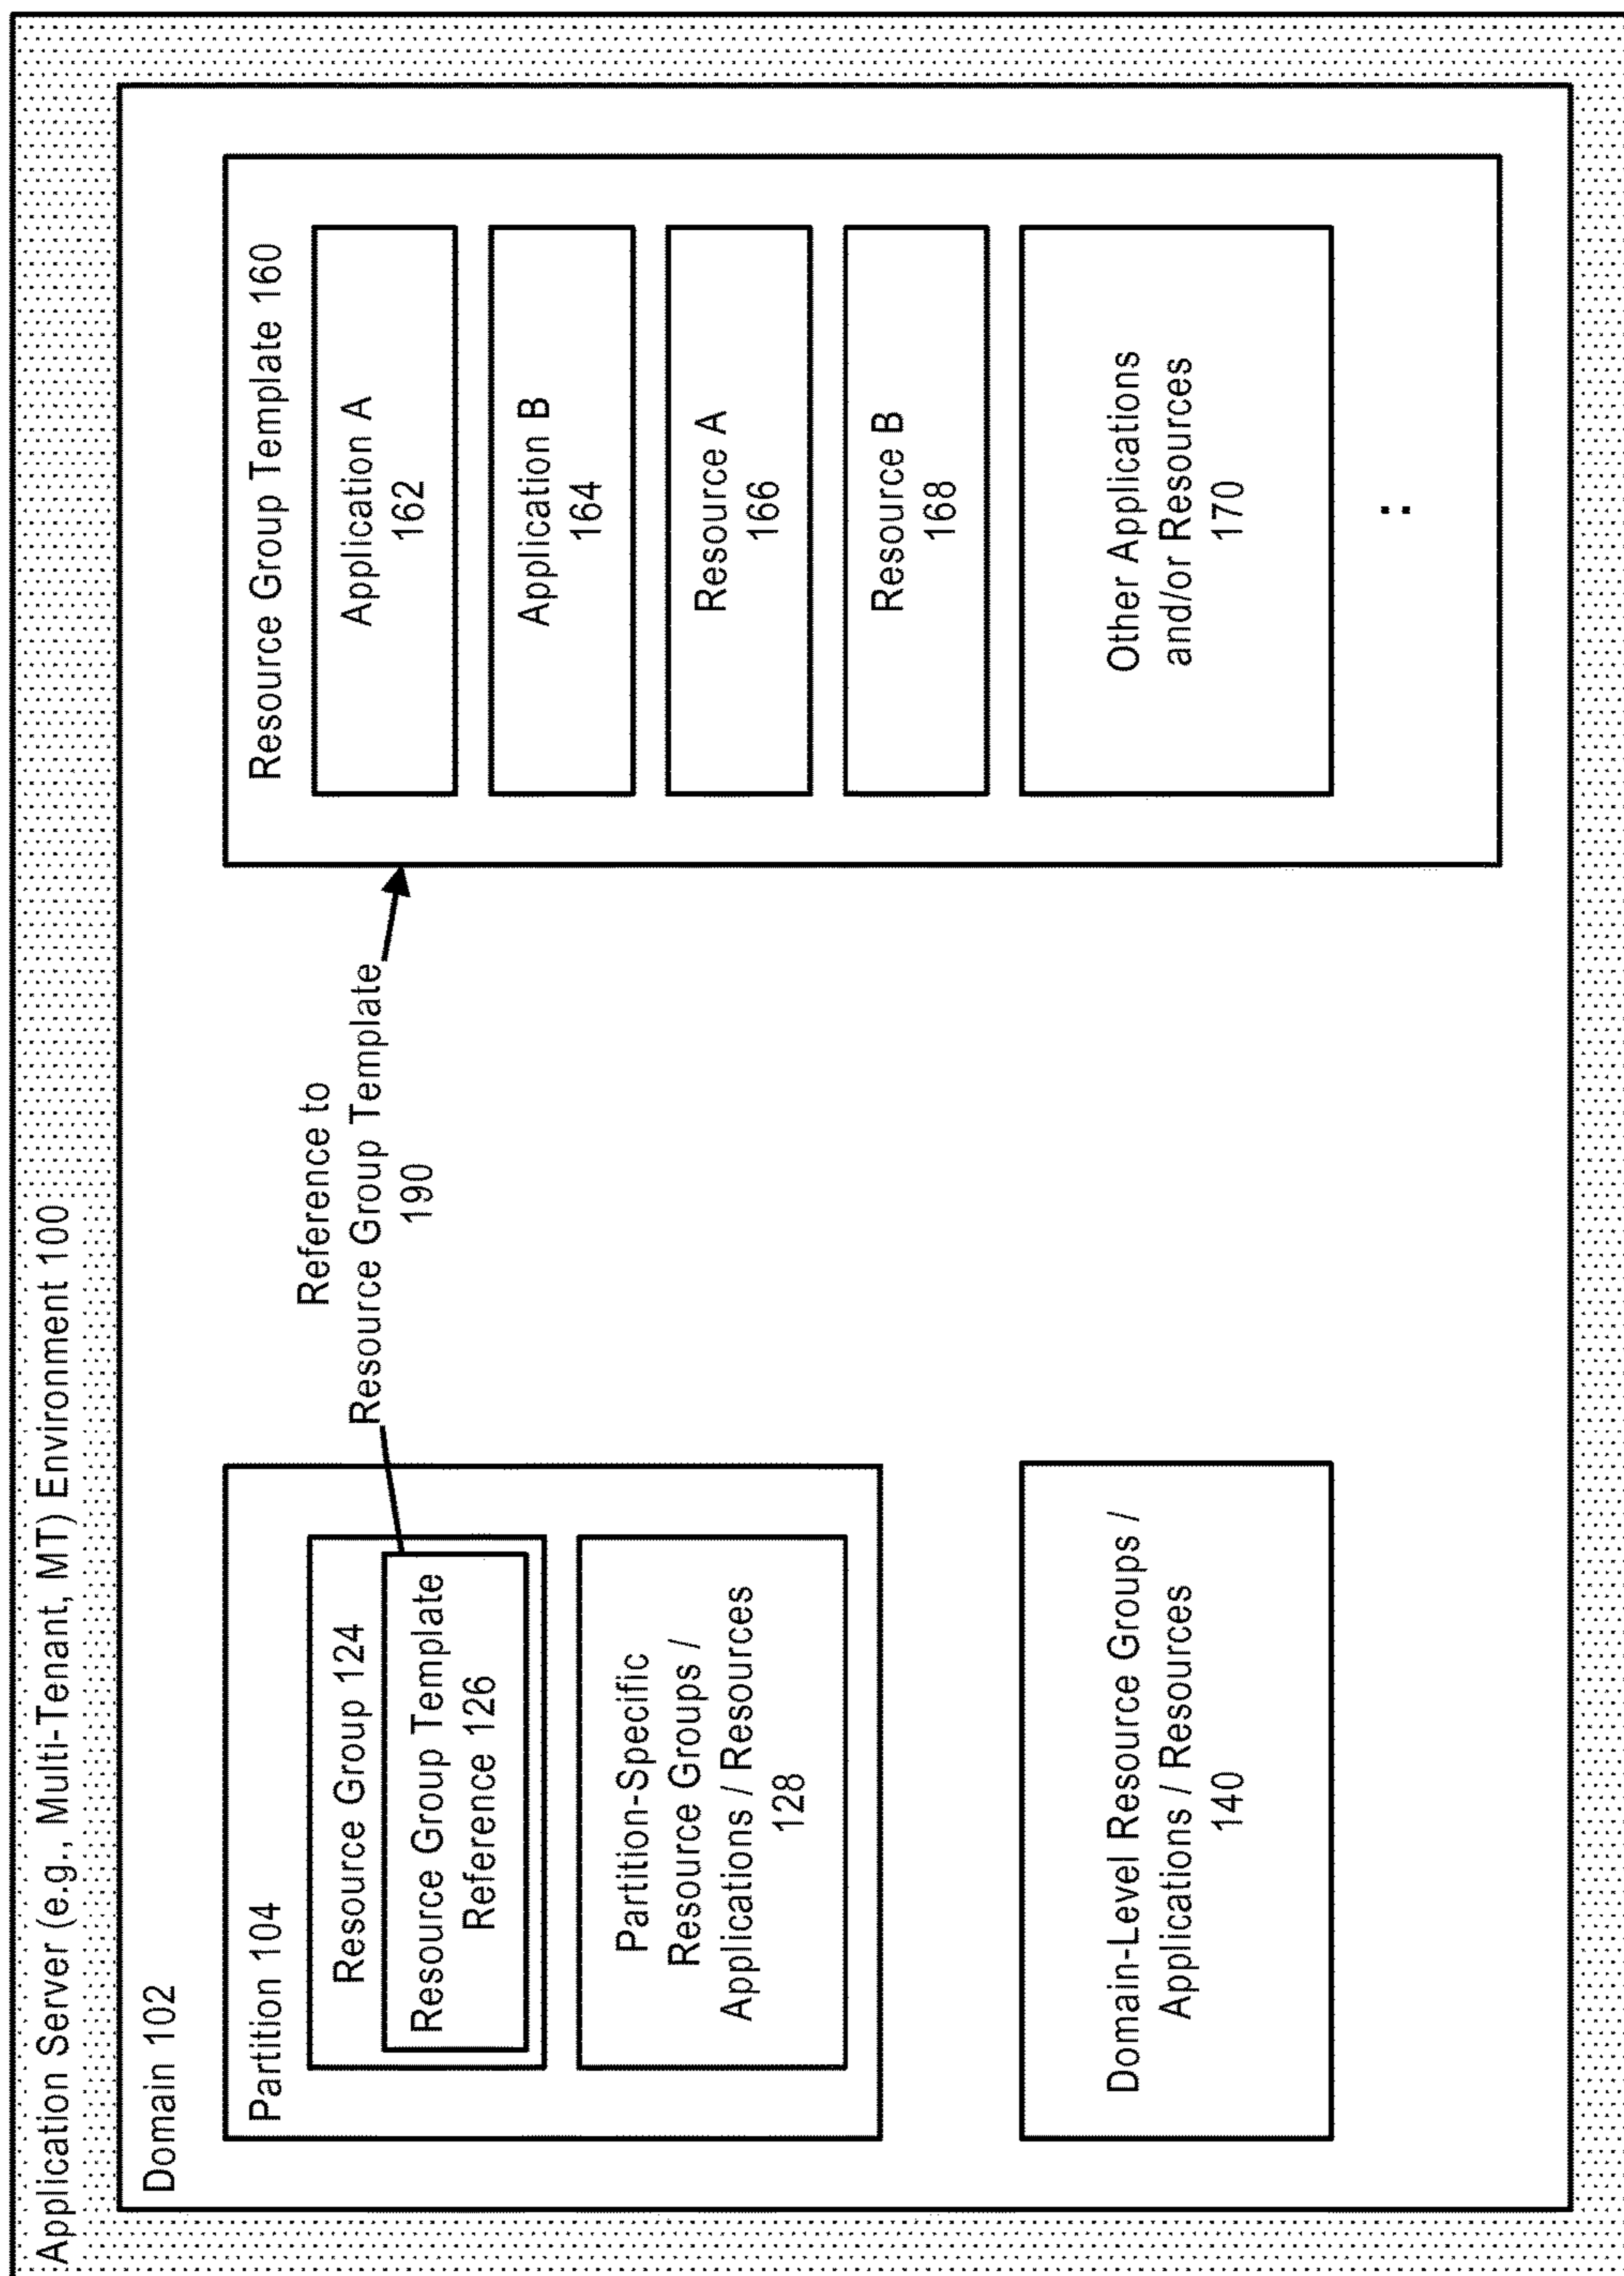 Application Server (e.g., Multi-Tenant, MT) Environment 100
Domain 102
Partition 104
Resource Group 124
Resource Group Template
Reference 126
Partition-Specific
Resource Groups /
Applications / Resources
128
Domain-Level Resource Groups /
Applications / Resources
140
Reference to
Resource Group Template
190
Resource Group Template 160
Application A
162
Application B
164
Resource A
166
Resource B
168
Other Applications
and/or Resources
170